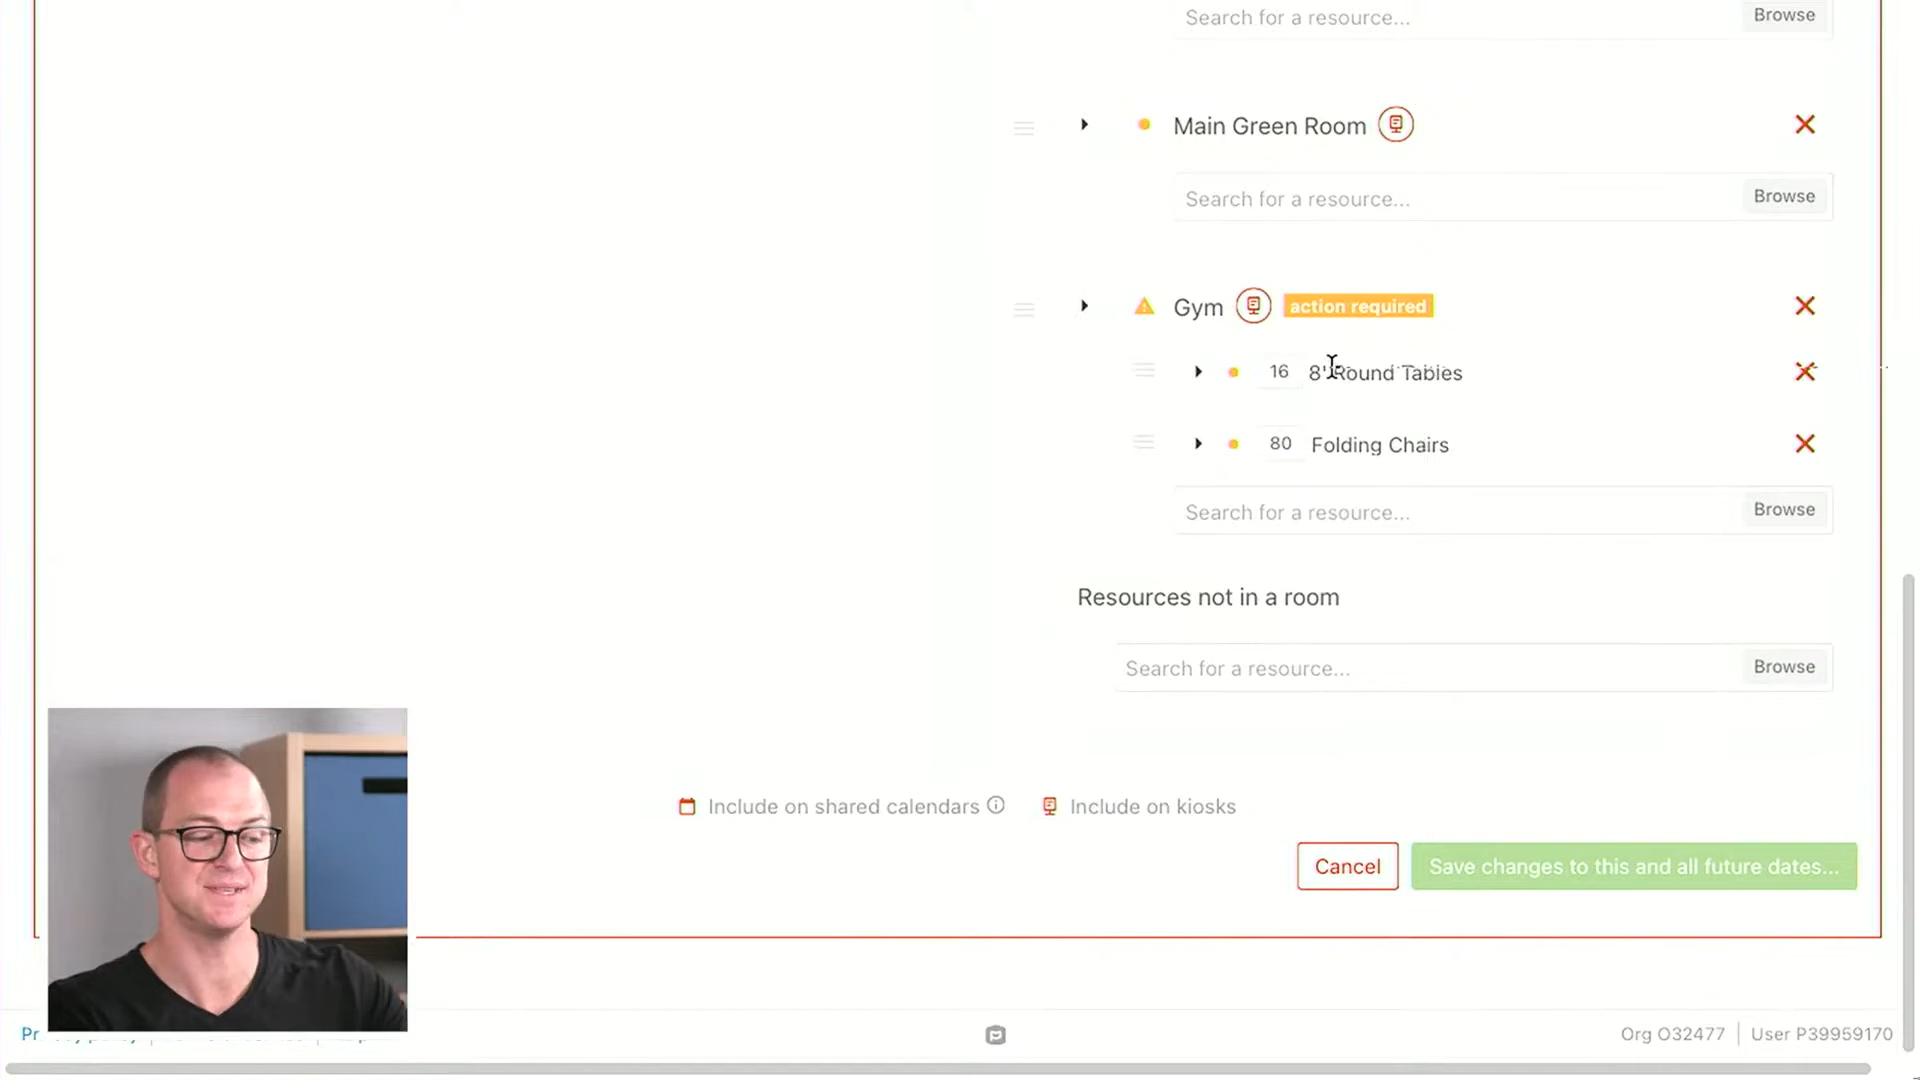 Search for a resource...
Browse
Main Green Room
Search for a resource...
Browse
Gym
action required
16 8' Round Tables
80 Folding Chairs
Search for a resource...
Browse
Resources not in a room
Search for a resource...
Browse
Include on shared calendars
Include on kiosks
Cancel
Save changes to this and all future dates...
Org O32477
User P39959170